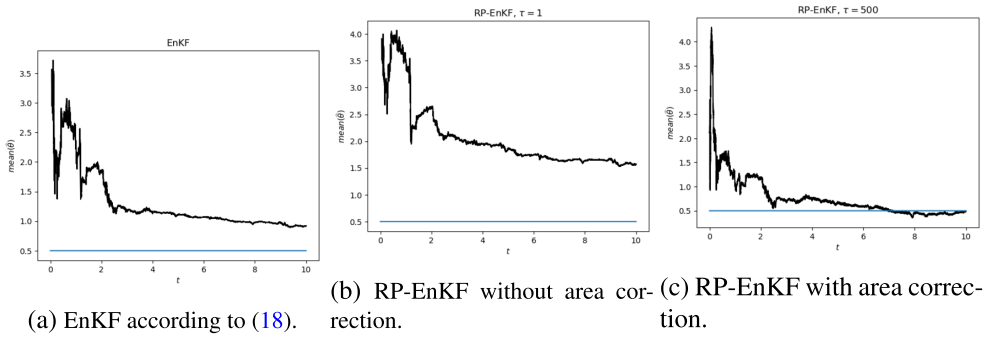 EnKF
mean(θ̂)
3.5
3.0
2.5
2.0
1.5
1.0
0.5
0 2 4 6 8 10
t
(a) EnKF according to (18).
RP-EnKF, τ = 1
mean(θ̂)
4.0
3.5
3.0
2.5
2.0
1.5
1.0
0.5
0 2 4 6 8 10
t
(b) RP-EnKF without area cor-
rection.
RP-EnKF, τ = 500
mean(θ̂)
4.0
3.5
3.0
2.5
2.0
1.5
1.0
0.5
0 2 4 6 8 10
t
(c) RP-EnKF with area correc-
tion.